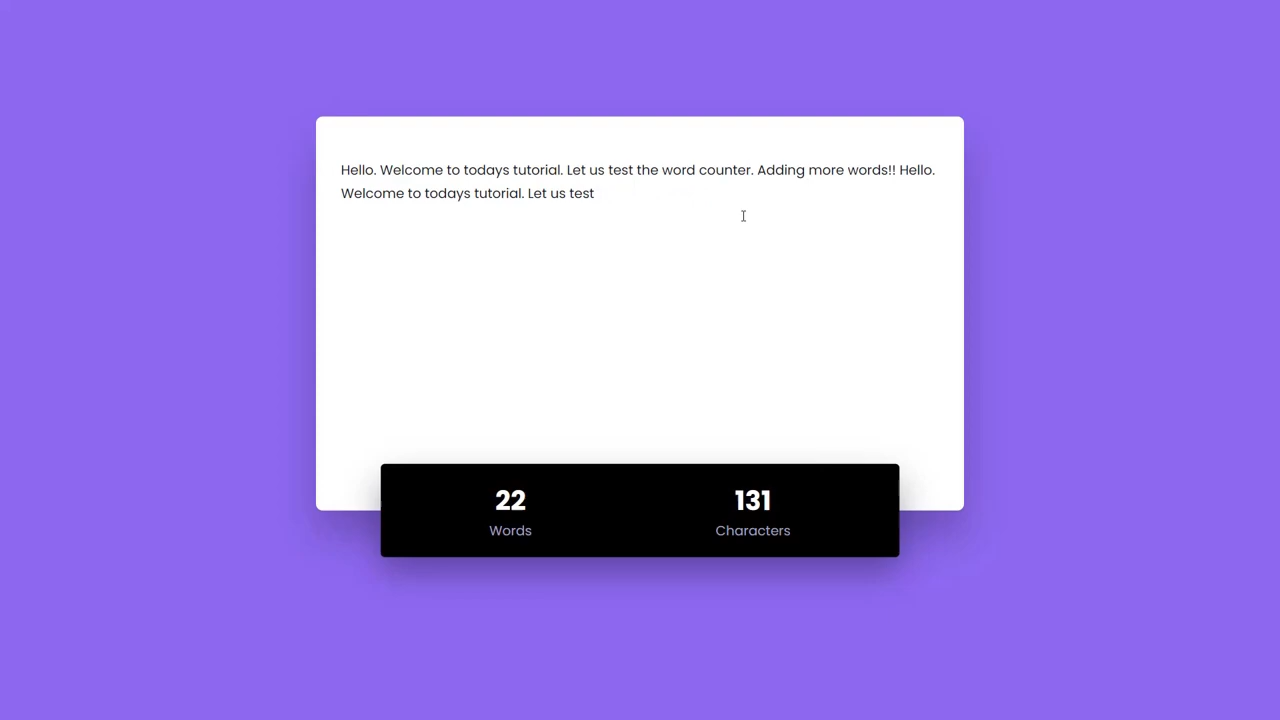 Hello. Welcome to todays tutorial. Let us test the word counter. Adding more words!! Hello.
Welcome to todays tutorial. Let us test
22
131
Words
Characters